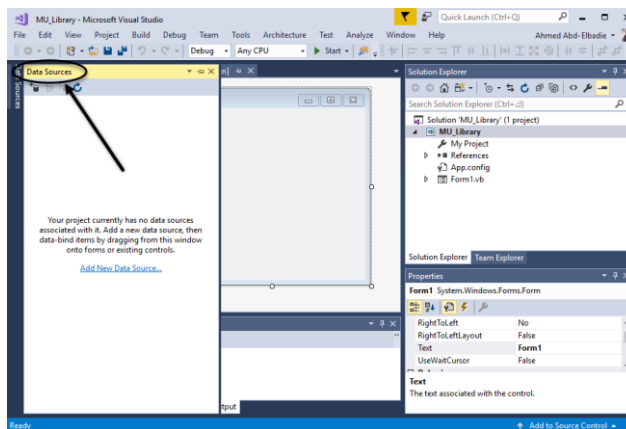 MU_Library - Microsoft Visual Studio
Quick Launch (Ctrl+Q)
File Edit View Project Build Debug Team Tools Architecture Test Analyze Window Help
Ahmed Abd-Elbadie
Debug Any CPU Start
Data Sources
n]
Data Sources
Your project currently has no data sources
associated with it. Add a new data source, then
data-bind items by dragging from this window
onto forms or existing controls.
Add New Data Source...
tput
Solution Explorer
Search Solution Explorer (Ctrl+;)
Solution 'MU_Library' (1 project)
MU_Library
My Project
References
App.config
Form1.vb
Solution Explorer Team Explorer
Properties
Form1 System.Windows.Forms.Form
RightToLeft No
RightToLeftLayout False
Text Form1
UseWaitCursor False
Text
The text associated with the control.
Ready
Add to Source Control